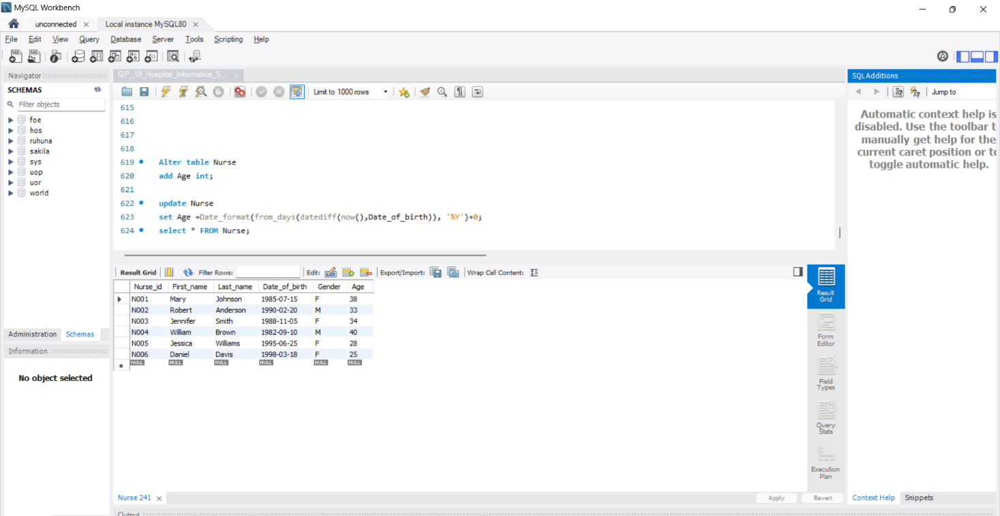 MySQL Workbench
unconnected
Local instance MySQL80
File Edit View Query Database Server Tools Scripting Help
Navigator
SCHEMAS
Filter objects
foe
hos
ruhuna
sakila
sys
uop
uor
world
Administration Schemas
Information
No object selected
GP_18_Hospital_Information_S...
Limit to 1000 rows
615
616
617
618
619 Alter table Nurse
620 add Age int;
621
622 update Nurse
623 set Age =Date_format(from_days(datediff(now(),Date_of_birth)), '%Y')+0;
624 select * FROM Nurse;
Result Grid Filter Rows: Edit: Export/Import: Wrap Cell Content:
Nurse_id First_name Last_name Date_of_birth Gender Age
N001 Mary Johnson 1985-07-15 F 38
N002 Robert Anderson 1990-02-20 M 33
N003 Jennifer Smith 1988-11-05 F 34
N004 William Brown 1982-09-10 M 40
N005 Jessica Williams 1995-06-25 F 28
N006 Daniel Davis 1998-03-18 F 25
NULL NULL NULL NULL NULL NULL
Result
Grid
Form
Editor
Field
Types
Query
Stats
Execution
Plan
Nurse 241
Apply Revert
Output
SQLAdditions
Jump to
Automatic context help is
disabled. Use the toolbar t
manually get help for the
current caret position or to
toggle automatic help.
Context Help Snippets